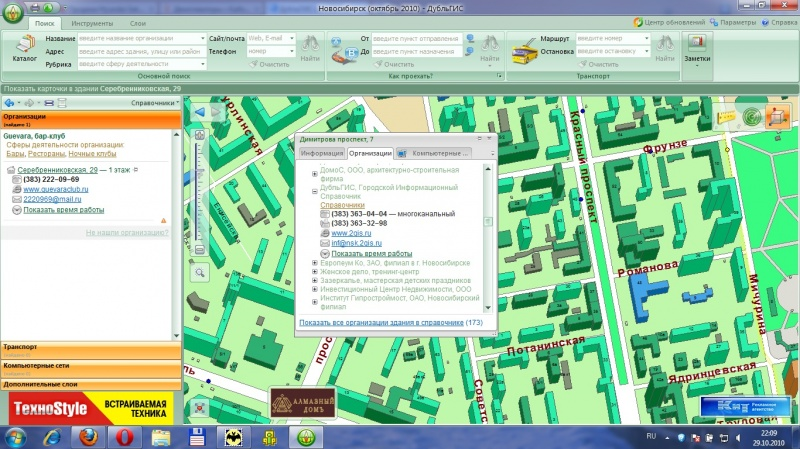 Новосибирск (октябрь 2010) - ДубльГИС
Поиск
Инструменты
Слои
Центр обновлений
Параметры
Справка
Каталог
Название
введите название организации
Адрес
введите адрес здания, улицу или район
Рубрика
введите сферу деятельности
Сайт/почта
Web, E-mail
Телефон
номер
Очистить
Найти
Основной поиск
От
введите пункт отправления
До
введите пункт назначения
Очистить
Найти
Как проехать?
Маршрут
введите номер
Остановка
введите остановку
Очистить
Найти
Транспорт
Заметки
Показать карточки в здании Серебренниковская, 29
Справочники
Организации
(найдено 1)
Guevara, бар-клуб
Сферы деятельности организации:
Бары, Рестораны, Ночные клубы
Серебренниковская, 29 — 1 этаж
(383) 222-09-69
www.guevaraclub.ru
2220969@mail.ru
Показать время работы
Не нашли организацию?
Транспорт
Компьютерные сети
Дополнительные слои
ТехноStyle
ВСТРАИВАЕМАЯ
ТЕХНИКА
Димитрова проспект, 7
Информация
Организации
Компьютерные ...
ДомоС, ООО, архитектурно-строительная
фирма
ДубльГИС, Городской Информационный
Справочник
Справочники
(383) 363-04-04 — многоканальный
(383) 363-32-98
www.2gis.ru
inf@nsk.2gis.ru
Показать время работы
Европеум Ко, ЗАО, филиал в г. Новосибирске
Женское дело, тренинг-центр
Зазеркалье, мастерская детских праздников
Инвестиционный Центр Недвижимости, ООО
Институт Гипростроймост, ОАО, Новосибирский
филиал
Показать все организации здания в справочнике (173)
Красный проспект
Фрунзе
Романова
Мичурина
Потанинская
Ядринцевская
АЛМАЗНЫЙ
ДОМЪ
Рекламное
агентство
RU
22:09
29.10.2010